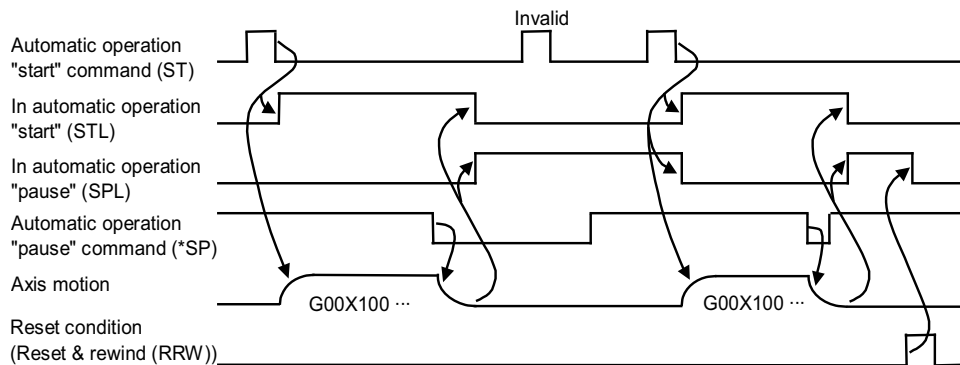 Invalid
Automatic operation
"start" command (ST)
In automatic operation
"start" (STL)
In automatic operation
"pause" (SPL)
Automatic operation
"pause" command (*SP)
Axis motion
G00X100 ···
G00X100 ···
Reset condition
(Reset & rewind (RRW))